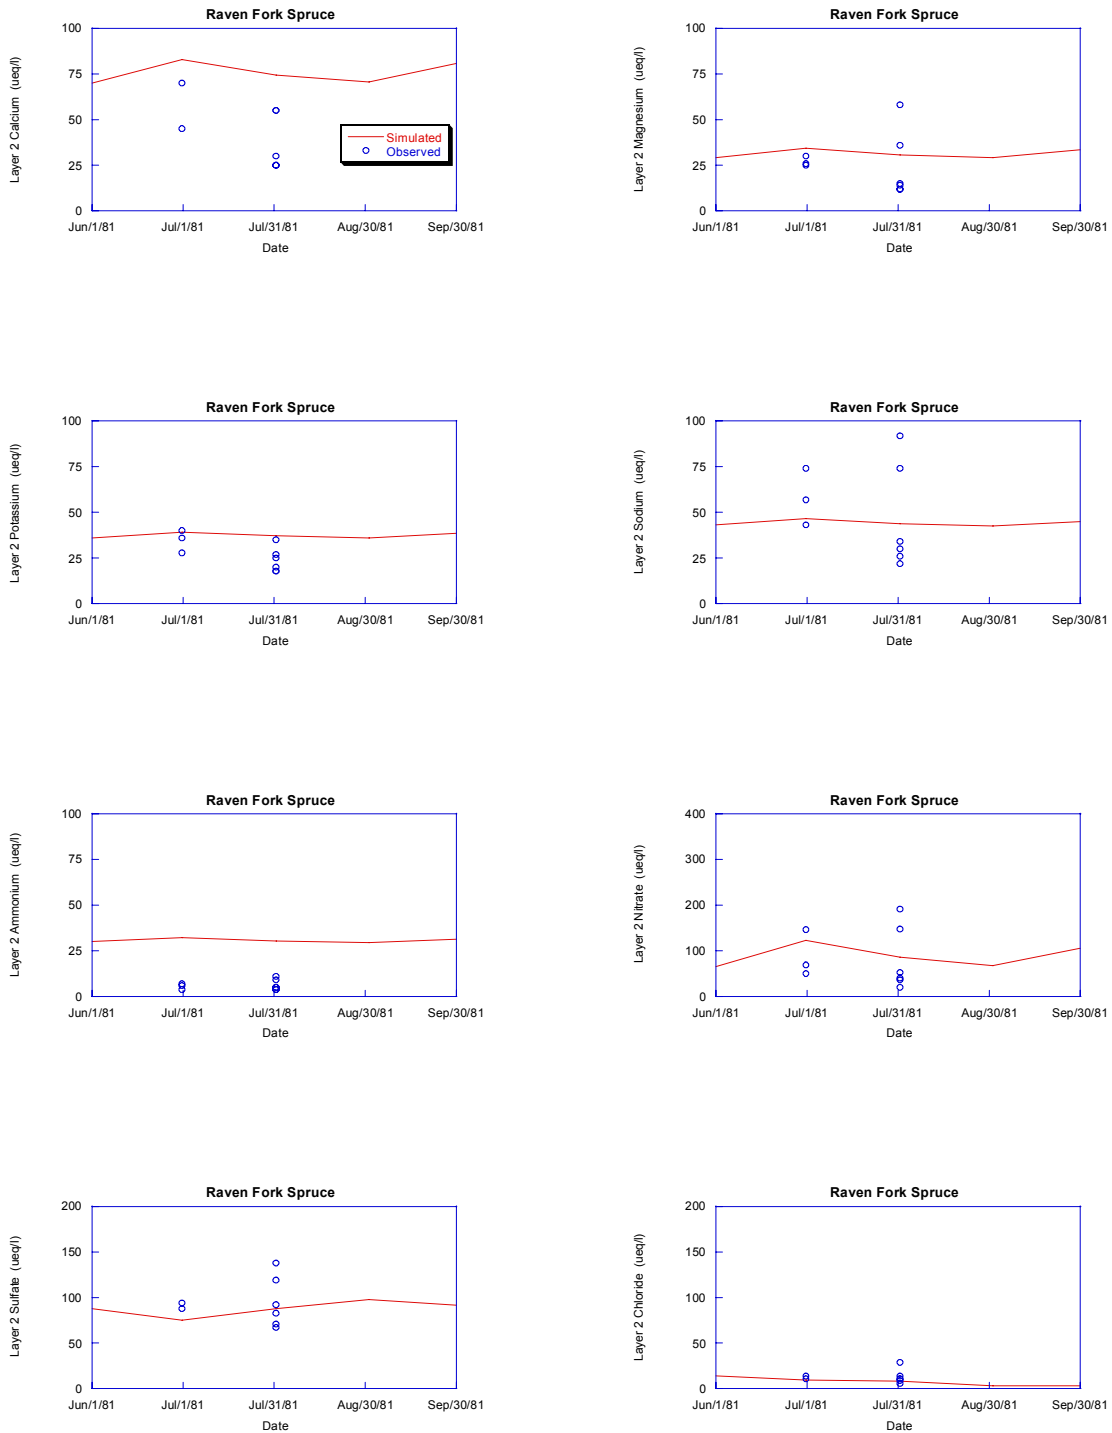 Raven Fork Spruce
Layer 2 Calcium (ueq/l)
100
75
50
25
0
Simulated
Observed
Jun/1/81 Jul/1/81 Jul/31/81 Aug/30/81 Sep/30/81
Date
Raven Fork Spruce
Layer 2 Magnesium (ueq/l)
100
75
50
25
0
Jun/1/81 Jul/1/81 Jul/31/81 Aug/30/81 Sep/30/81
Date
Raven Fork Spruce
Layer 2 Potassium (ueq/l)
100
75
50
25
0
Jun/1/81 Jul/1/81 Jul/31/81 Aug/30/81 Sep/30/81
Date
Raven Fork Spruce
Layer 2 Sodium (ueq/l)
100
75
50
25
0
Jun/1/81 Jul/1/81 Jul/31/81 Aug/30/81 Sep/30/81
Date
Raven Fork Spruce
Layer 2 Ammonium (ueq/l)
100
75
50
25
0
Jun/1/81 Jul/1/81 Jul/31/81 Aug/30/81 Sep/30/81
Date
Raven Fork Spruce
Layer 2 Nitrate (ueq/l)
400
300
200
100
0
Jun/1/81 Jul/1/81 Jul/31/81 Aug/30/81 Sep/30/81
Date
Raven Fork Spruce
Layer 2 Sulfate (ueq/l)
200
150
100
50
0
Jun/1/81 Jul/1/81 Jul/31/81 Aug/30/81 Sep/30/81
Date
Raven Fork Spruce
Layer 2 Chloride (ueq/l)
200
150
100
50
0
Jun/1/81 Jul/1/81 Jul/31/81 Aug/30/81 Sep/30/81
Date